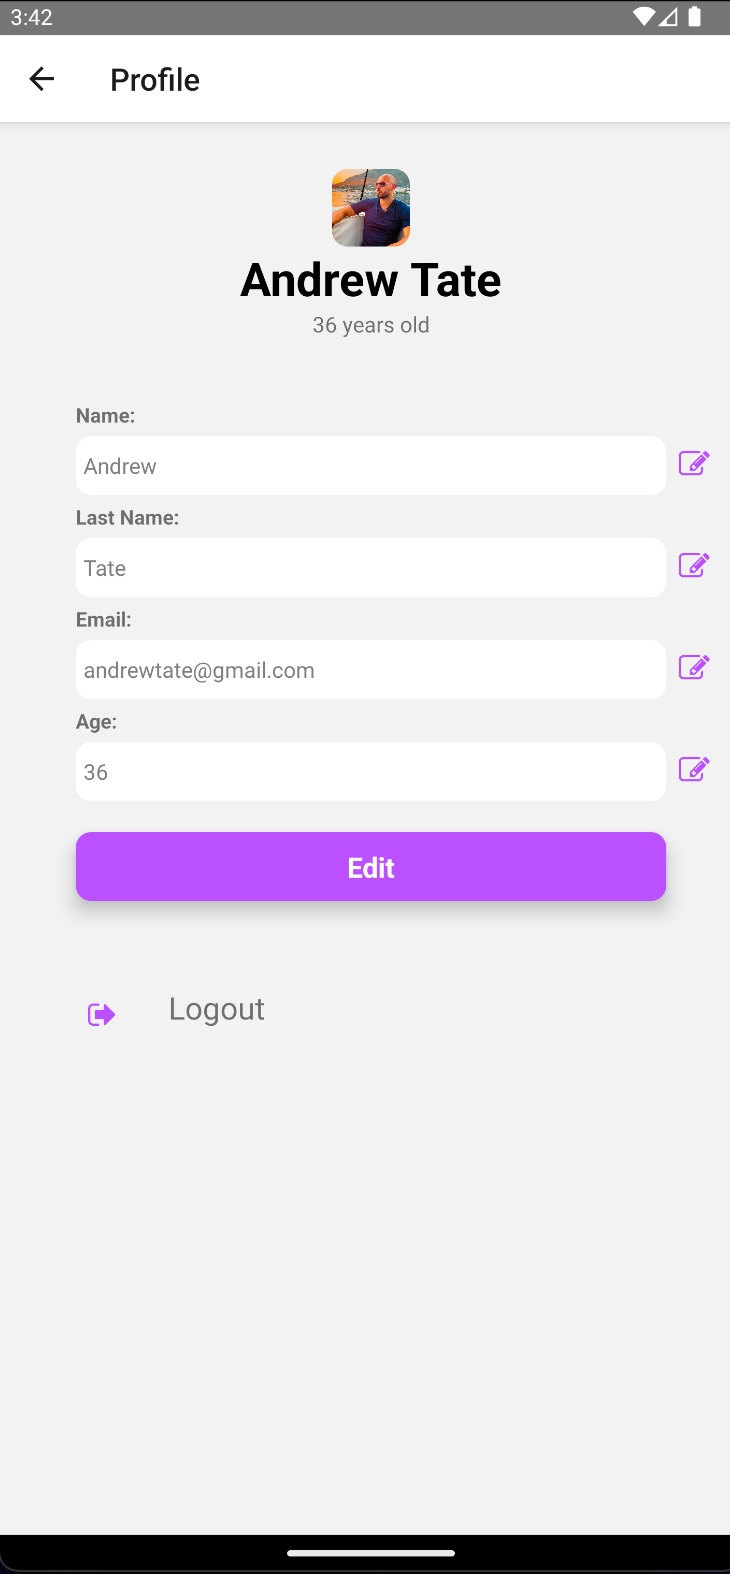 3:42
Profile
Andrew Tate
36 years old
Name:
Andrew
Last Name:
Tate
Email:
andrewtate@gmail.com
Age:
36
Edit
Logout